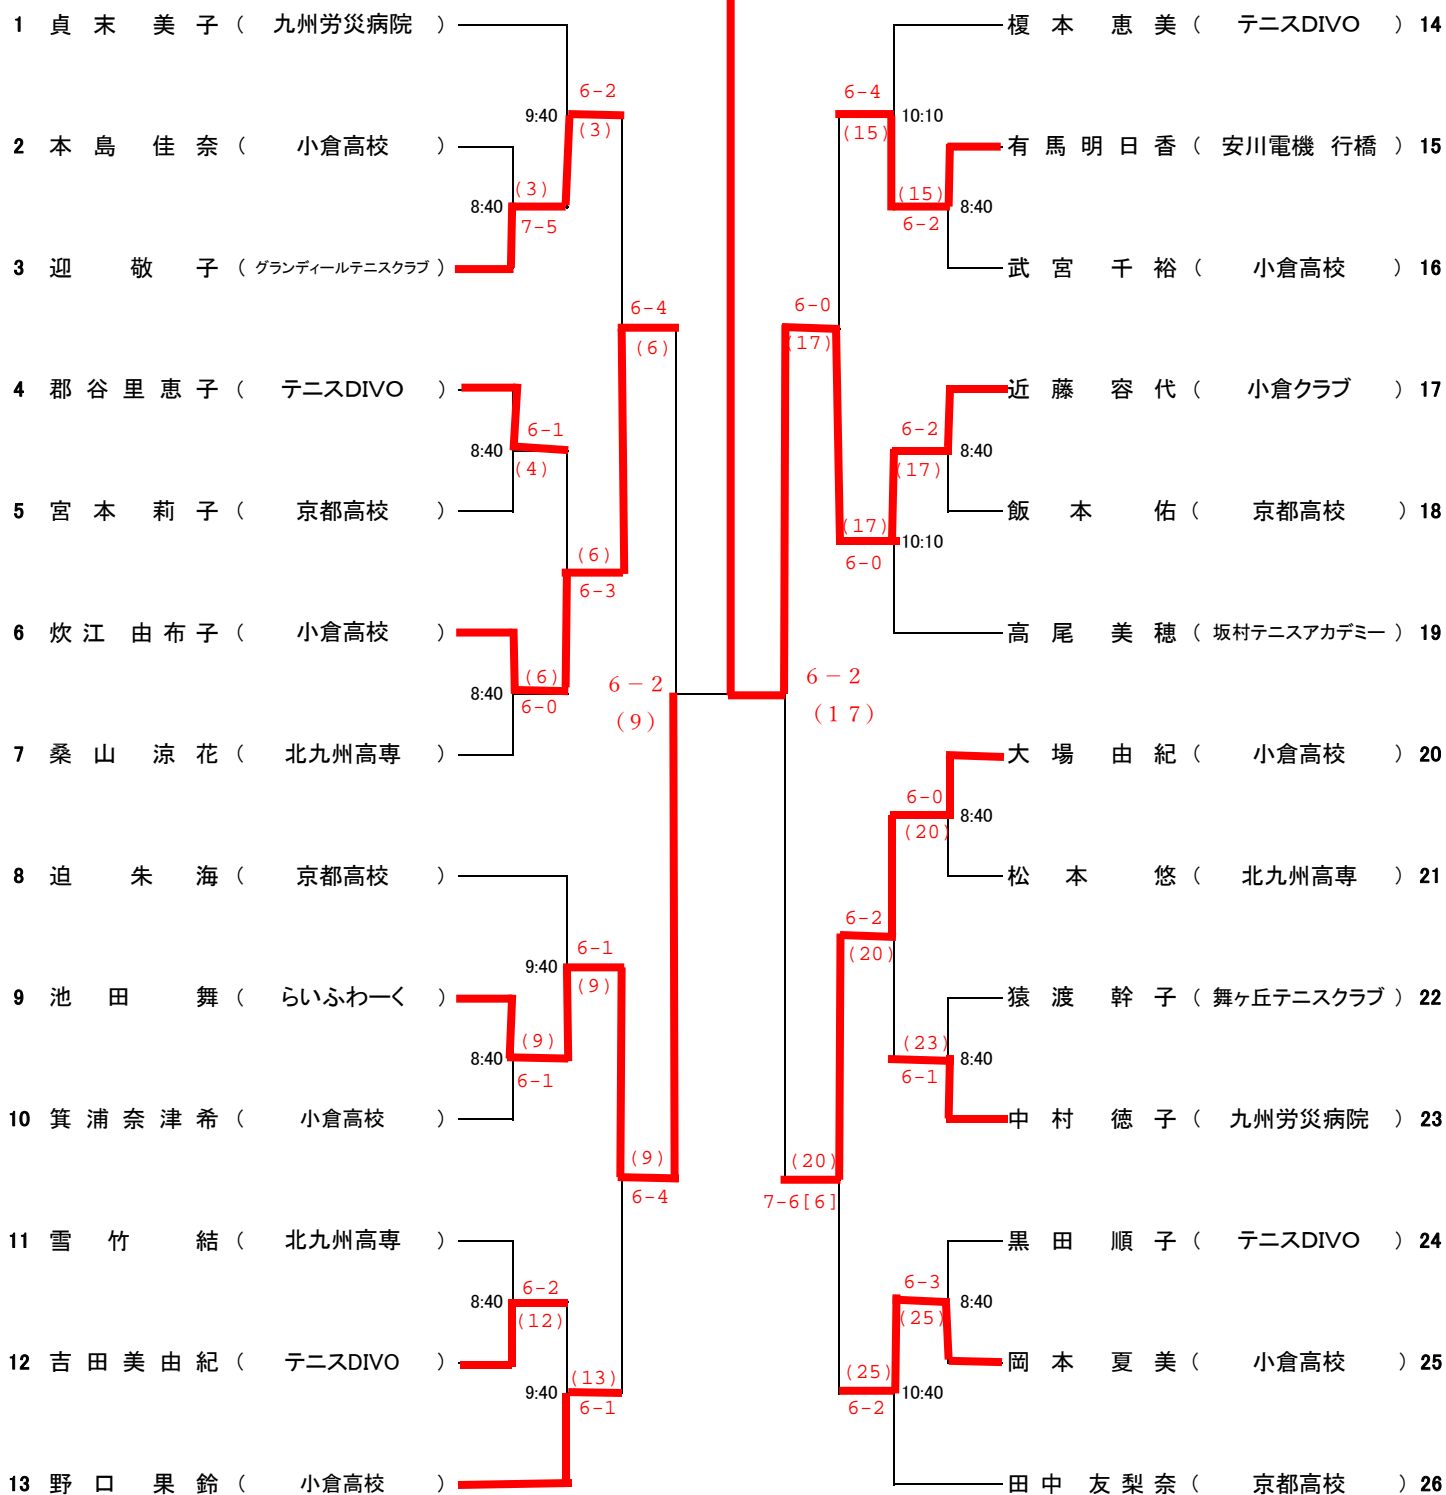 1 貞末 美子 ( 九州労災病院 )
6-2
9:40
(3)
2 本島 佳奈 ( 小倉高校 )
(3)
8:40
7-5
3 迎 敬子 ( グランディールテニスクラブ )
6-4
(6)
4 郡谷里恵子 ( テニスDIVO )
6-1
8:40
(4)
5 宮本 莉子 ( 京都高校 )
(6)
6-3
6 炊江 由布子 ( 小倉高校 )
(6)
8:40
6-0
6-2
(9)
7 桑山 涼花 ( 北九州高専 )
8 迫 朱海 ( 京都高校 )
6-1
9:40
(9)
9 池田 舞 ( らいふわーく )
(9)
8:40
6-1
10 箕浦奈津希 ( 小倉高校 )
(9)
6-4
11 雪竹 結 ( 北九州高専 )
6-2
8:40
(12)
12 吉田美由紀 ( テニスDIVO )
(13)
9:40
6-1
13 野口 果鈴 ( 小倉高校 )
榎本 恵美 ( テニスDIVO ) 14
6-4
10:10
(15)
有馬明日香 ( 安川電機 行橋 ) 15
(15)
8:40
6-2
武宮 千裕 ( 小倉高校 ) 16
6-0
(17)
近藤 容代 ( 小倉クラブ ) 17
6-2
8:40
(17)
飯本 佑 ( 京都高校 ) 18
(17)
10:10
6-0
高尾 美穂 ( 坂村テニスアカデミー ) 19
6-2
(17)
大場 由紀 ( 小倉高校 ) 20
6-0
8:40
(20)
松本 悠 ( 北九州高専 ) 21
6-2
(20)
猿渡 幹子 ( 舞ヶ丘テニスクラブ ) 22
(23)
8:40
6-1
中村 徳子 ( 九州労災病院 ) 23
(20)
7-6[6]
黒田 順子 ( テニスDIVO ) 24
6-3
8:40
(25)
岡本 夏美 ( 小倉高校 ) 25
(25)
10:40
6-2
田中 友梨奈 ( 京都高校 ) 26